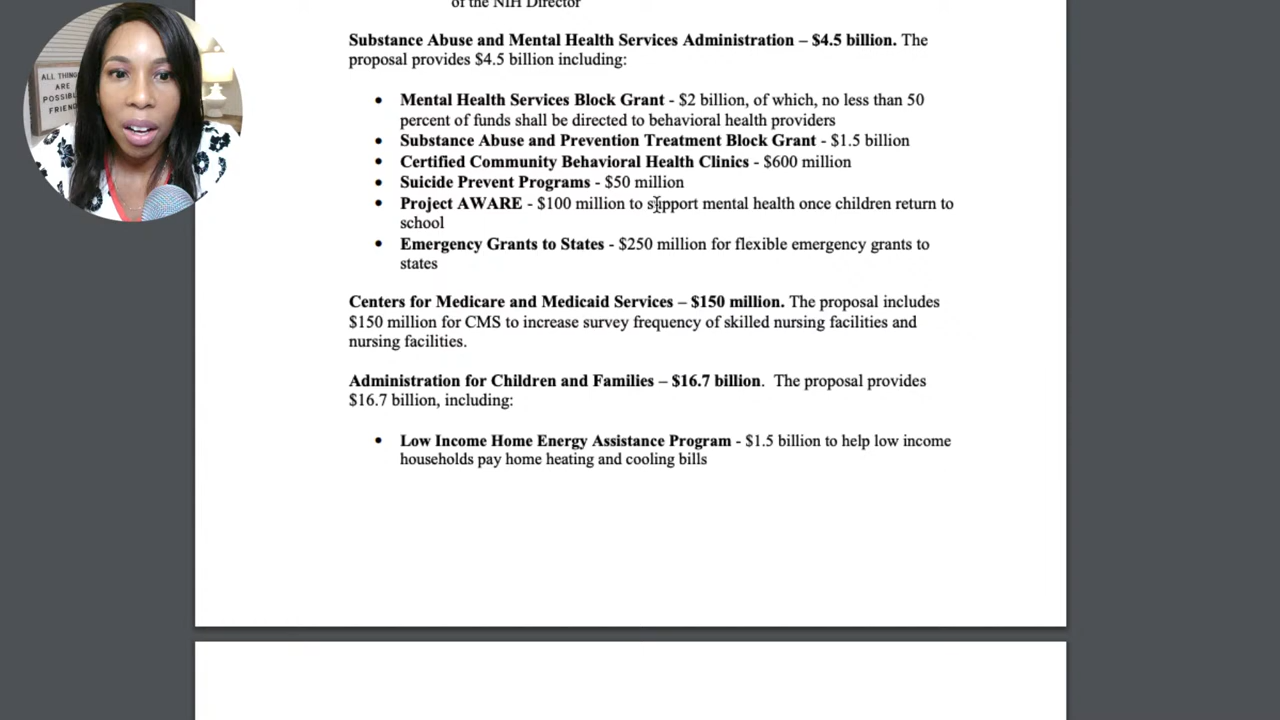 of the NIH Director
ALL THING
ARE
POSSIBL
FRIEN
Substance Abuse and Mental Health Services Administration – $4.5 billion. The
proposal provides $4.5 billion including:
• Mental Health Services Block Grant - $2 billion, of which, no less than 50
percent of funds shall be directed to behavioral health providers
• Substance Abuse and Prevention Treatment Block Grant - $1.5 billion
• Certified Community Behavioral Health Clinics - $600 million
• Suicide Prevent Programs - $50 million
• Project AWARE - $100 million to support mental health once children return to
school
• Emergency Grants to States - $250 million for flexible emergency grants to
states
Centers for Medicare and Medicaid Services – $150 million. The proposal includes
$150 million for CMS to increase survey frequency of skilled nursing facilities and
nursing facilities.
Administration for Children and Families – $16.7 billion. The proposal provides
$16.7 billion, including:
• Low Income Home Energy Assistance Program - $1.5 billion to help low income
households pay home heating and cooling bills